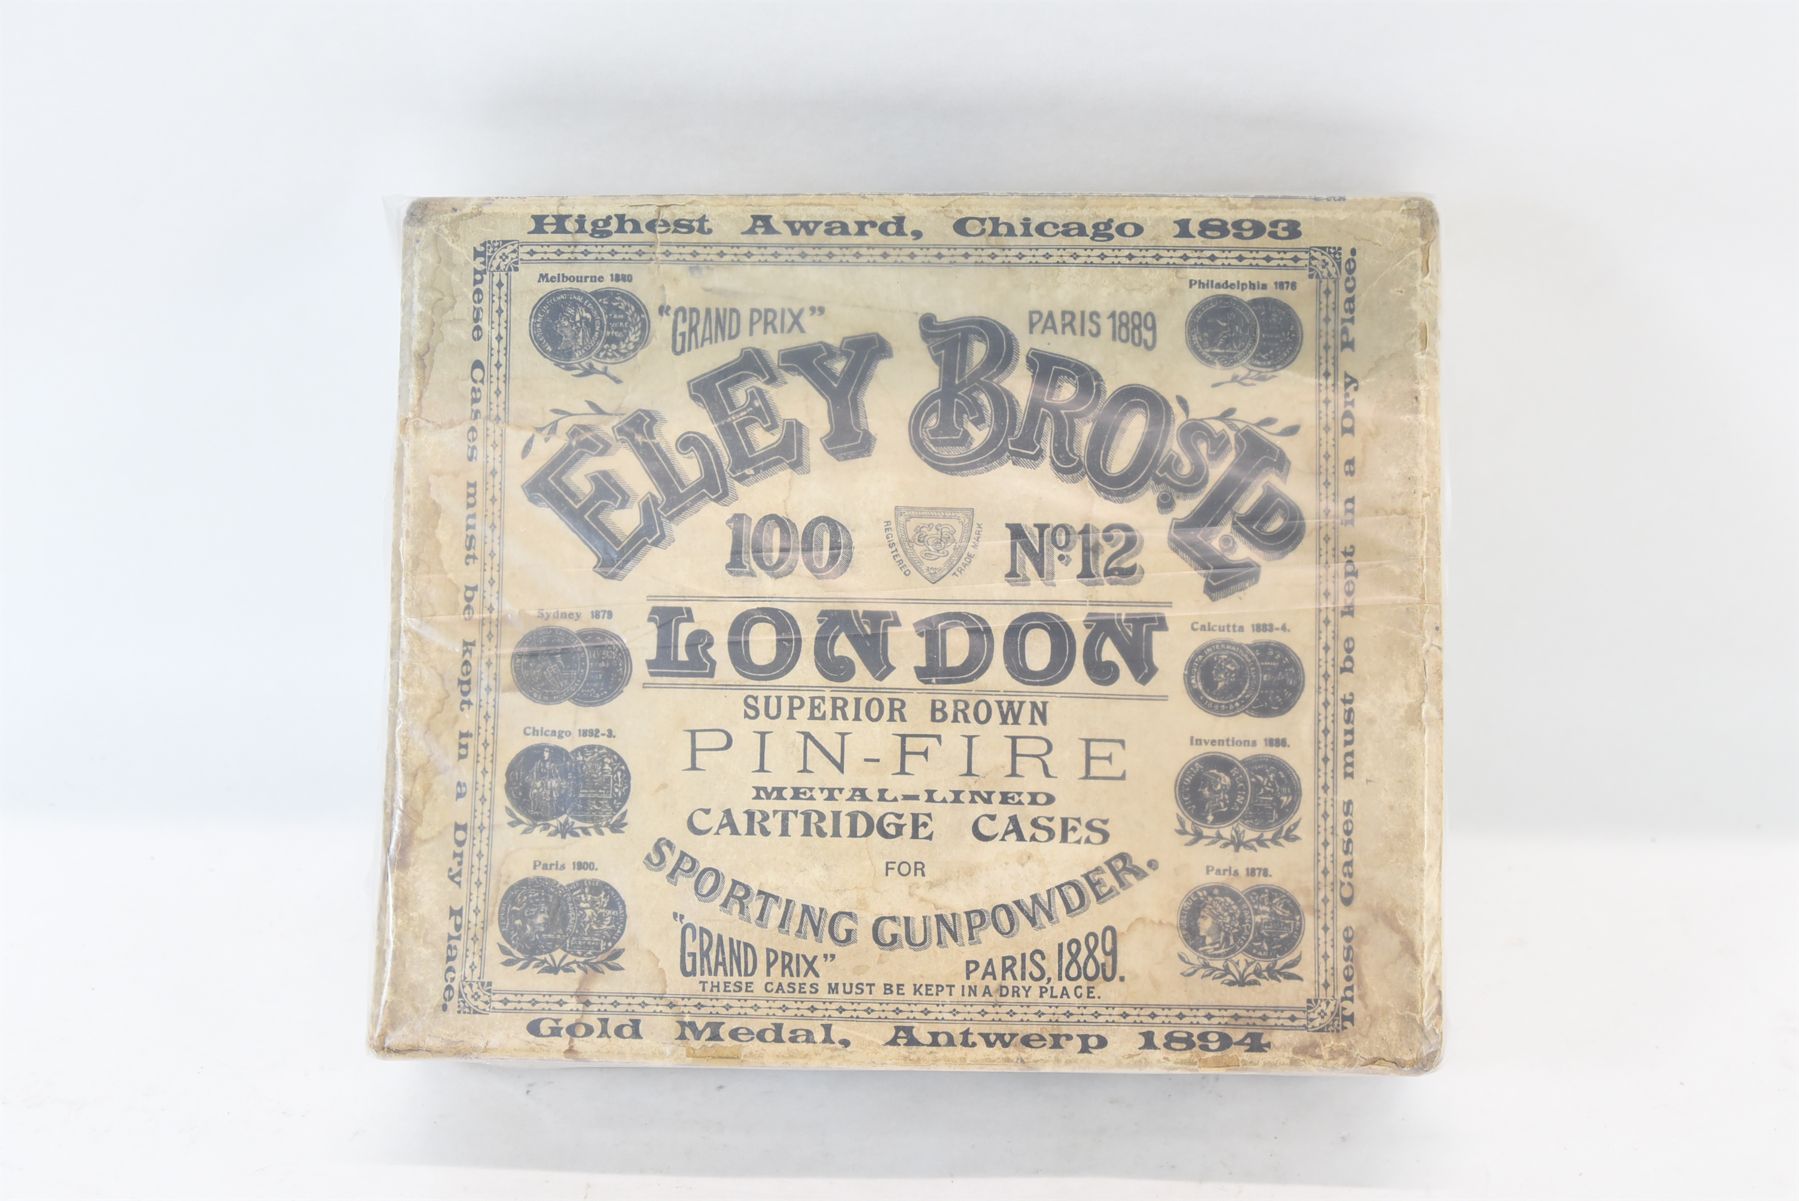 Highest Award, Chicago 1893
Melbourne 1880
Philadelphia 1876
"GRAND PRIX" PARIS 1889
ELEY BROS. LD.
100 No. 12
REGISTERED TRADE MARK
LONDON
Sydney 1879
Calcutta 1883-4.
SUPERIOR BROWN
PIN-FIRE
Chicago 1892-3.
Inventions 1885.
METAL-LINED
CARTRIDGE CASES
FOR
Paris 1900.
Paris 1878.
SPORTING GUNPOWDER.
"GRAND PRIX" PARIS, 1889.
THESE CASES MUST BE KEPT IN A DRY PLACE.
Gold Medal, Antwerp 1894
These Cases must be kept in a Dry Place.
These Cases must be kept in a Dry Place.